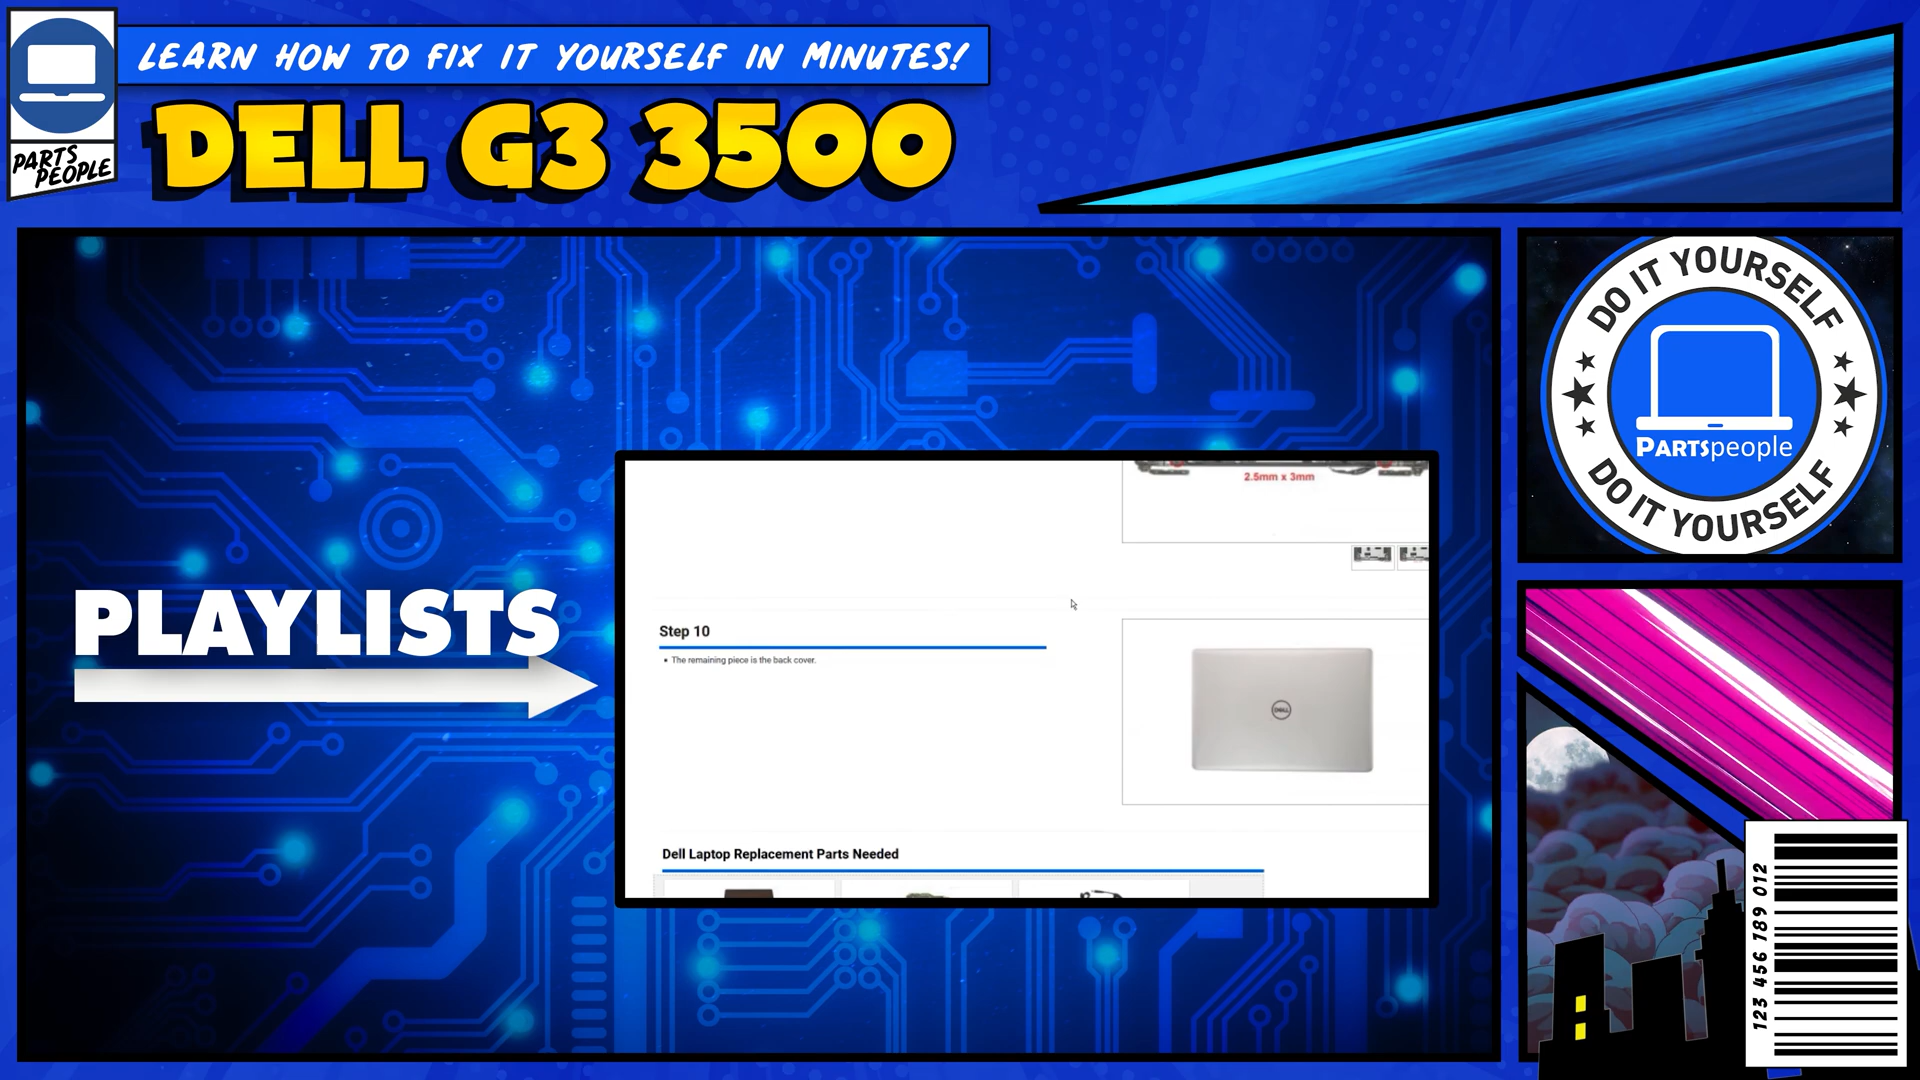 LEARN HOW TO FIX IT YOURSELF IN MINUTES!
DELL G3 3500
PARTS
PEOPLE
DO IT YOURSELF
PARTSpeople
DO IT YOURSELF
2.5mm x 3mm
PLAYLISTS
Step 10
▪ The remaining piece is the back cover.
DELL
Dell Laptop Replacement Parts Needed
123 456 789 012